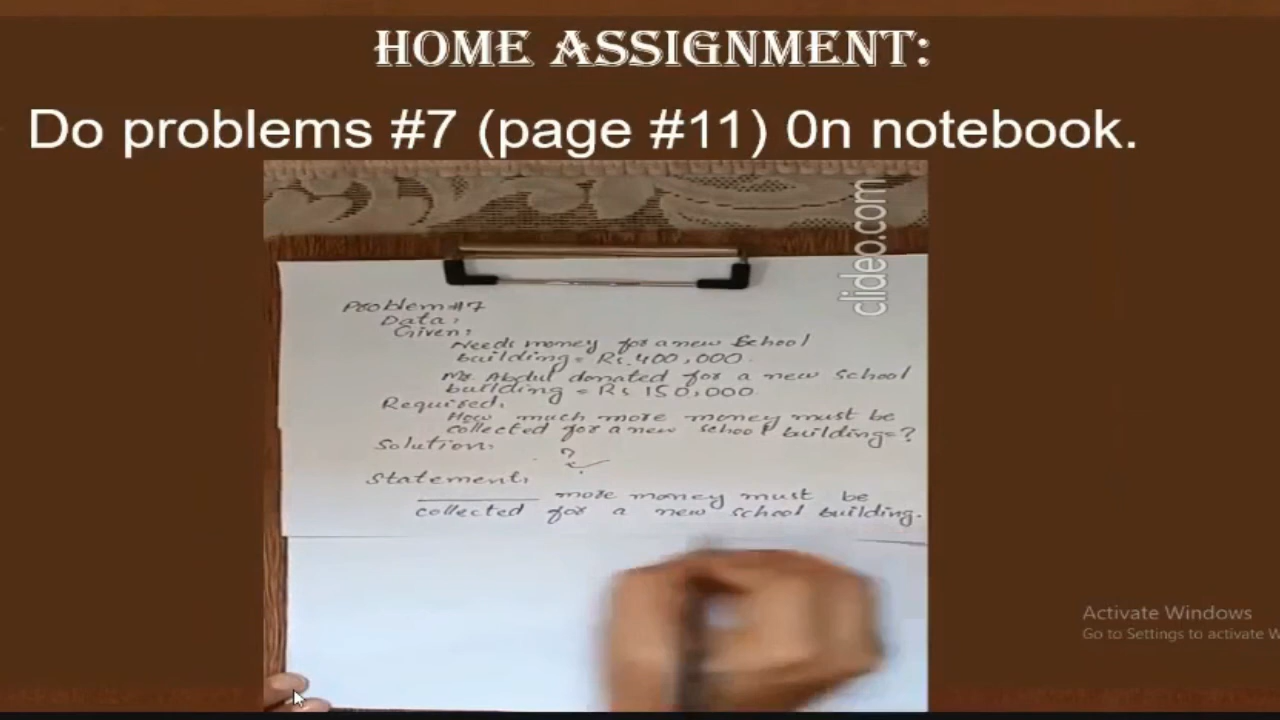 HOME ASSIGNMENT:
Do problems #7 (page #11) 0n notebook.
clideo.com
Problem#7
Data:
Given:
Needs money for a new School
building = Rs.400,000.
Mr. Abdul donated for a new school
building = Rs 150,000.
Required:
How much more money must be
collected for a new school building=?
Solution:
?
Statement:
________ more money must be
collected for a new school building.
Activate Windows
Go to Settings to activate W